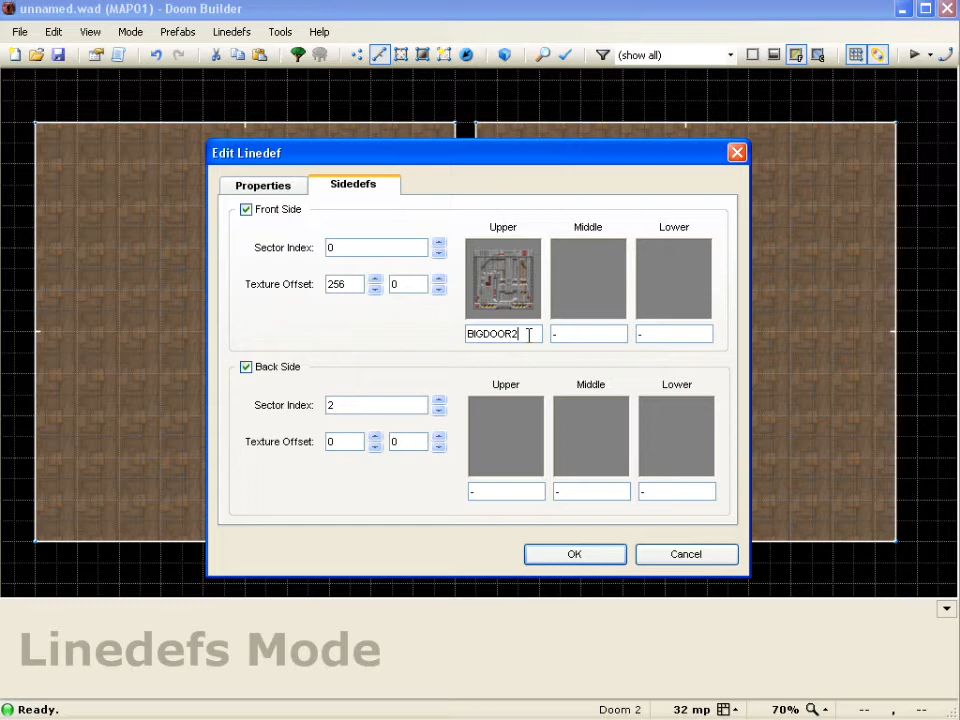 unnamed.wad (MAP01) - Doom Builder
File Edit View Mode Prefabs Linedefs Tools Help
(show all)
Edit Linedef
Properties Sidedefs
Front Side
Upper Middle Lower
Sector Index: 0
Texture Offset: 256 0
BIGDOOR2 - -
Back Side
Upper Middle Lower
Sector Index: 2
Texture Offset: 0 0
- - -
OK Cancel
Linedefs Mode
Ready. Doom 2 32 mp 70% -- , --